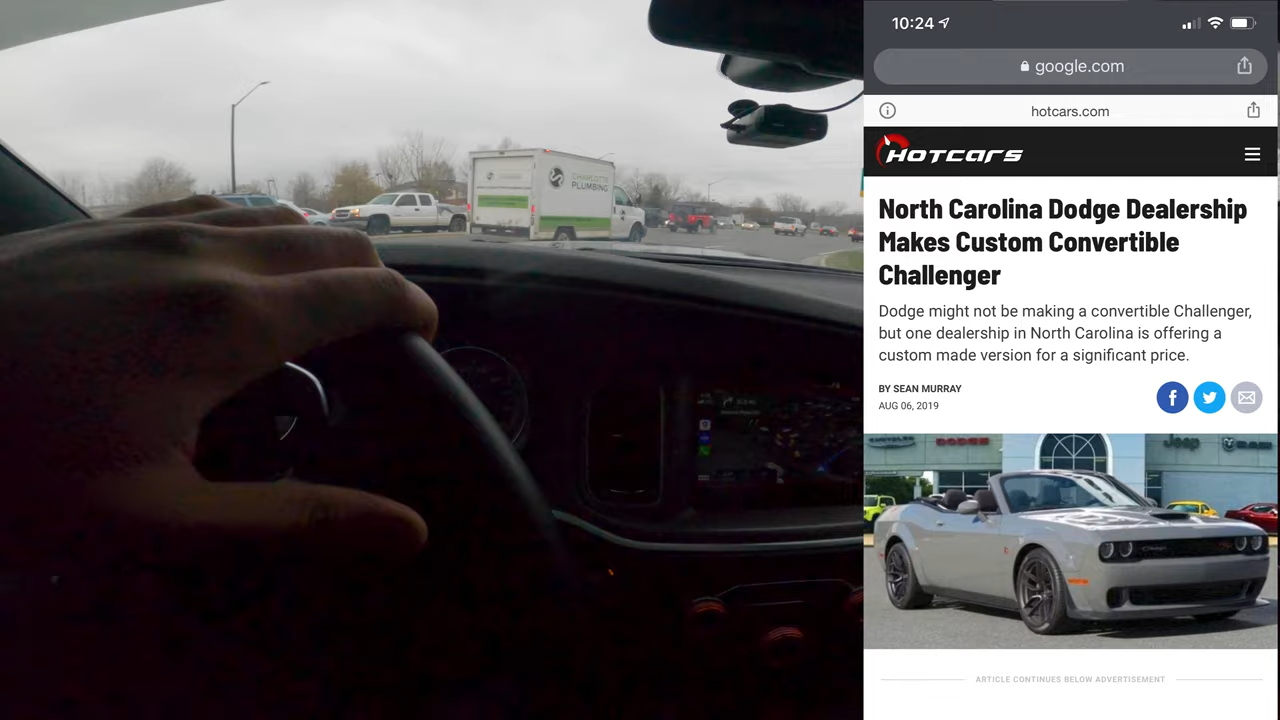 CHARLOTTE
PLUMBING
10:24
google.com
hotcars.com
HOTCARS
North Carolina Dodge Dealership
Makes Custom Convertible
Challenger
Dodge might not be making a convertible Challenger,
but one dealership in North Carolina is offering a
custom made version for a significant price.
BY SEAN MURRAY
AUG 06, 2019
CHRYSLER
DODGE
Jeep
RAM
ARTICLE CONTINUES BELOW ADVERTISEMENT